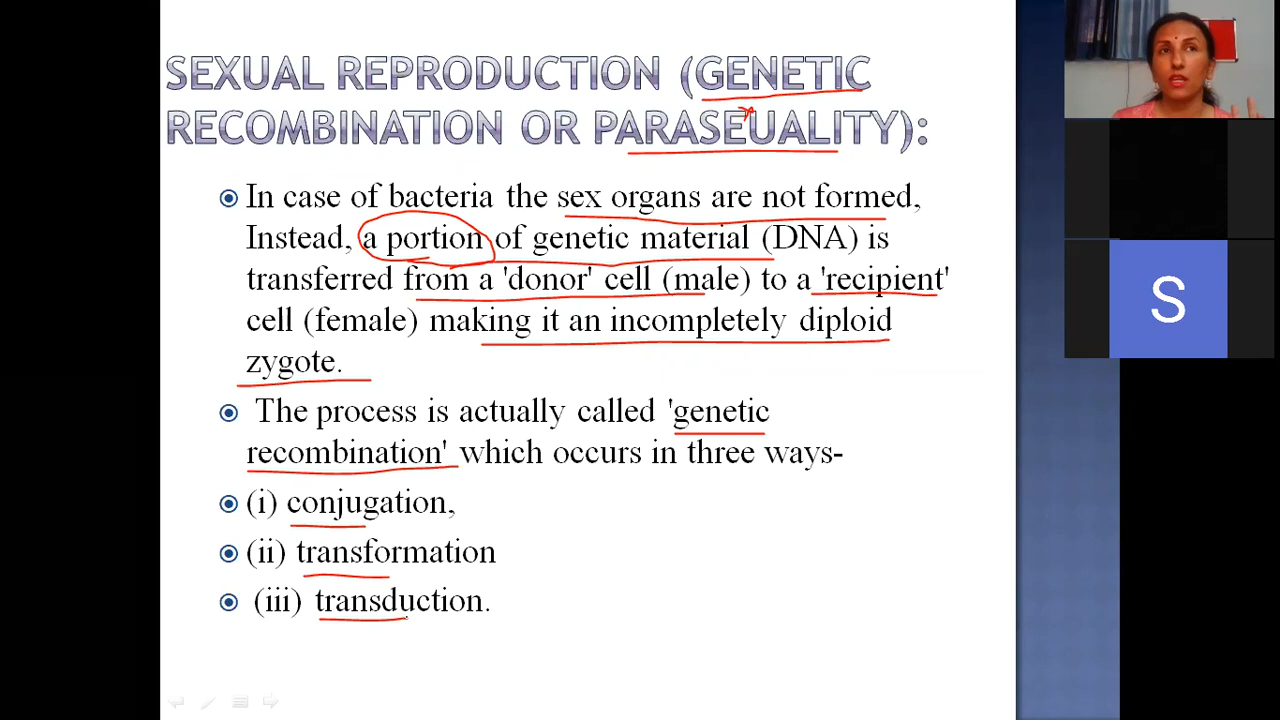 SEXUAL REPRODUCTION (GENETIC
RECOMBINATION OR PARASEUALITY):
x
In case of bacteria the sex organs are not formed,
Instead, a portion of genetic material (DNA) is
transferred from a 'donor' cell (male) to a 'recipient'
cell (female) making it an incompletely diploid
zygote.
The process is actually called 'genetic
recombination' which occurs in three ways-
(i) conjugation,
(ii) transformation
(iii) transduction.
S